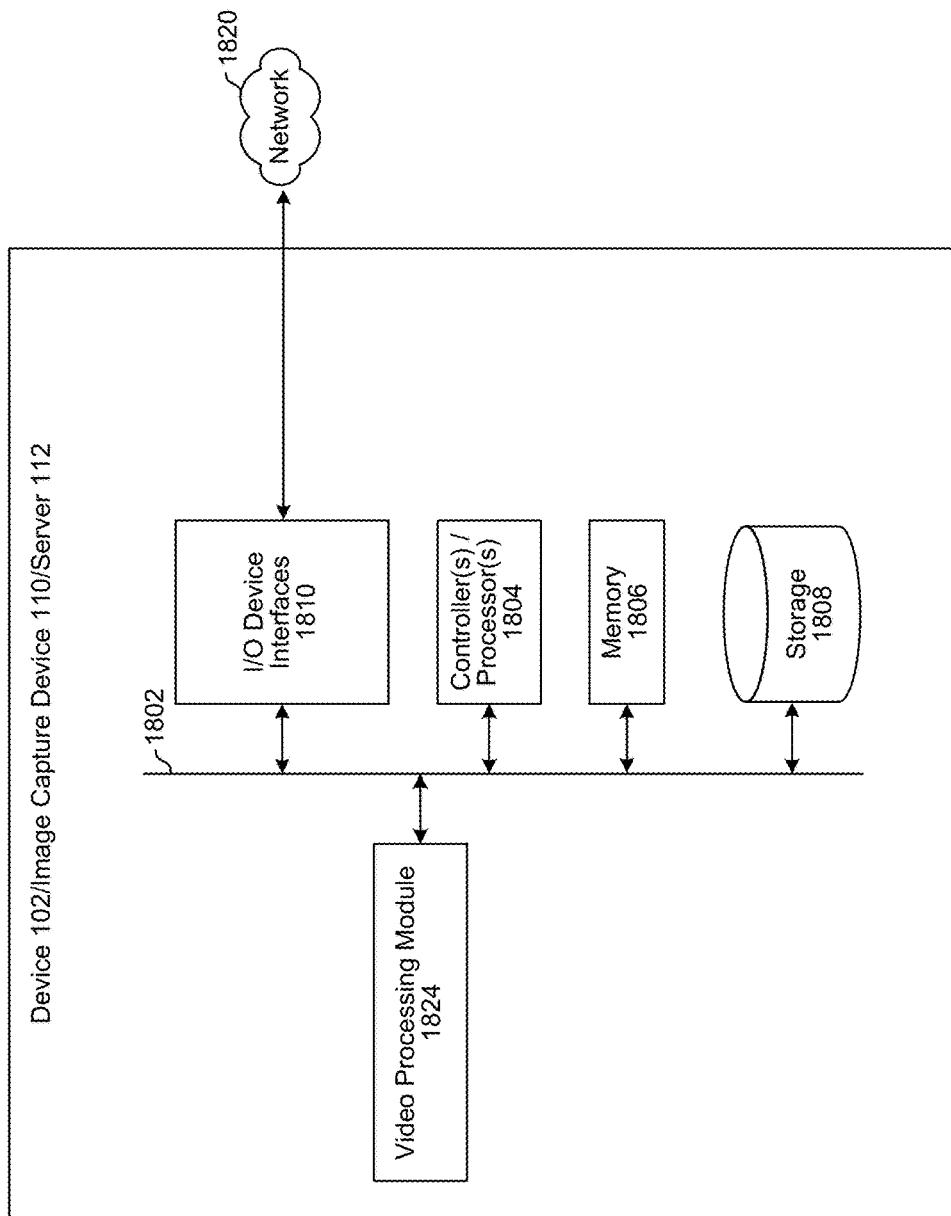 Device 102/Image Capture Device 110/Server 112
1802
1820
Network
I/O Device
Interfaces
1810
Video Processing Module
1824
Controller(s) /
Processor(s)
1804
Memory
1806
Storage
1808